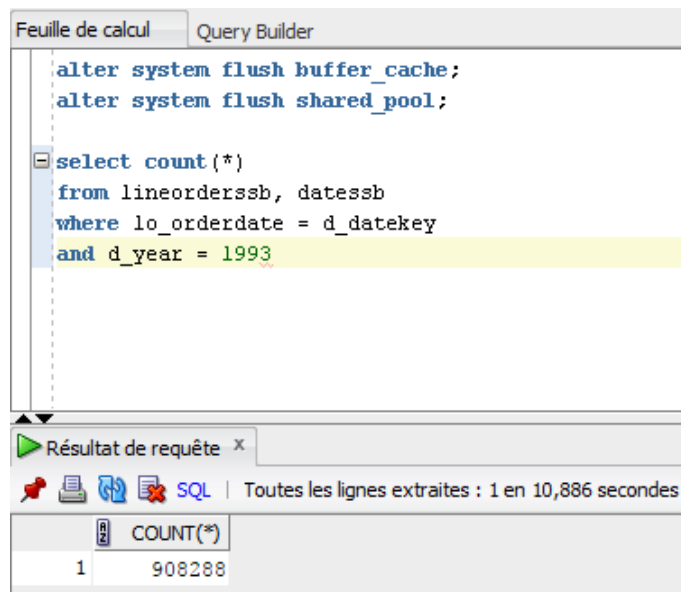 Feuille de calcul Query Builder
alter system flush buffer_cache;
alter system flush shared_pool;
select count(*)
from lineorderssb, datessb
where lo_orderdate = d_datekey
and d_year = 1993
Résultat de requête x
SQL | Toutes les lignes extraites : 1 en 10,886 secondes
COUNT(*)
1 908288